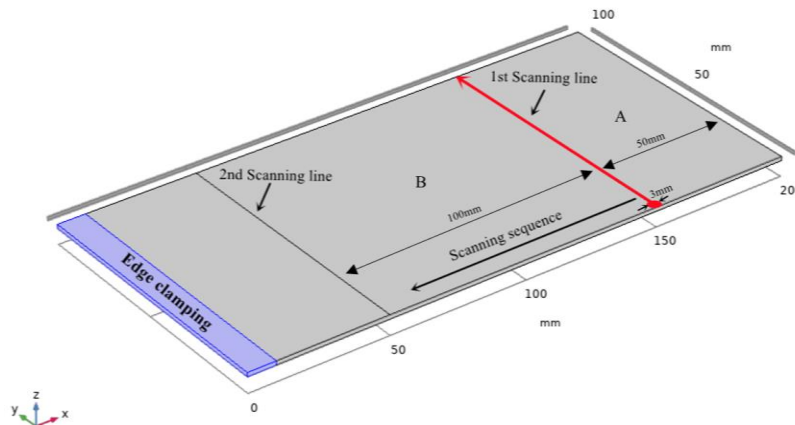 100
mm
50
1st Scanning line
A
50mm
2nd Scanning line
B
3mm
20
100mm
Scanning sequence
150
Edge clamping
100
mm
50
0
z
y
x